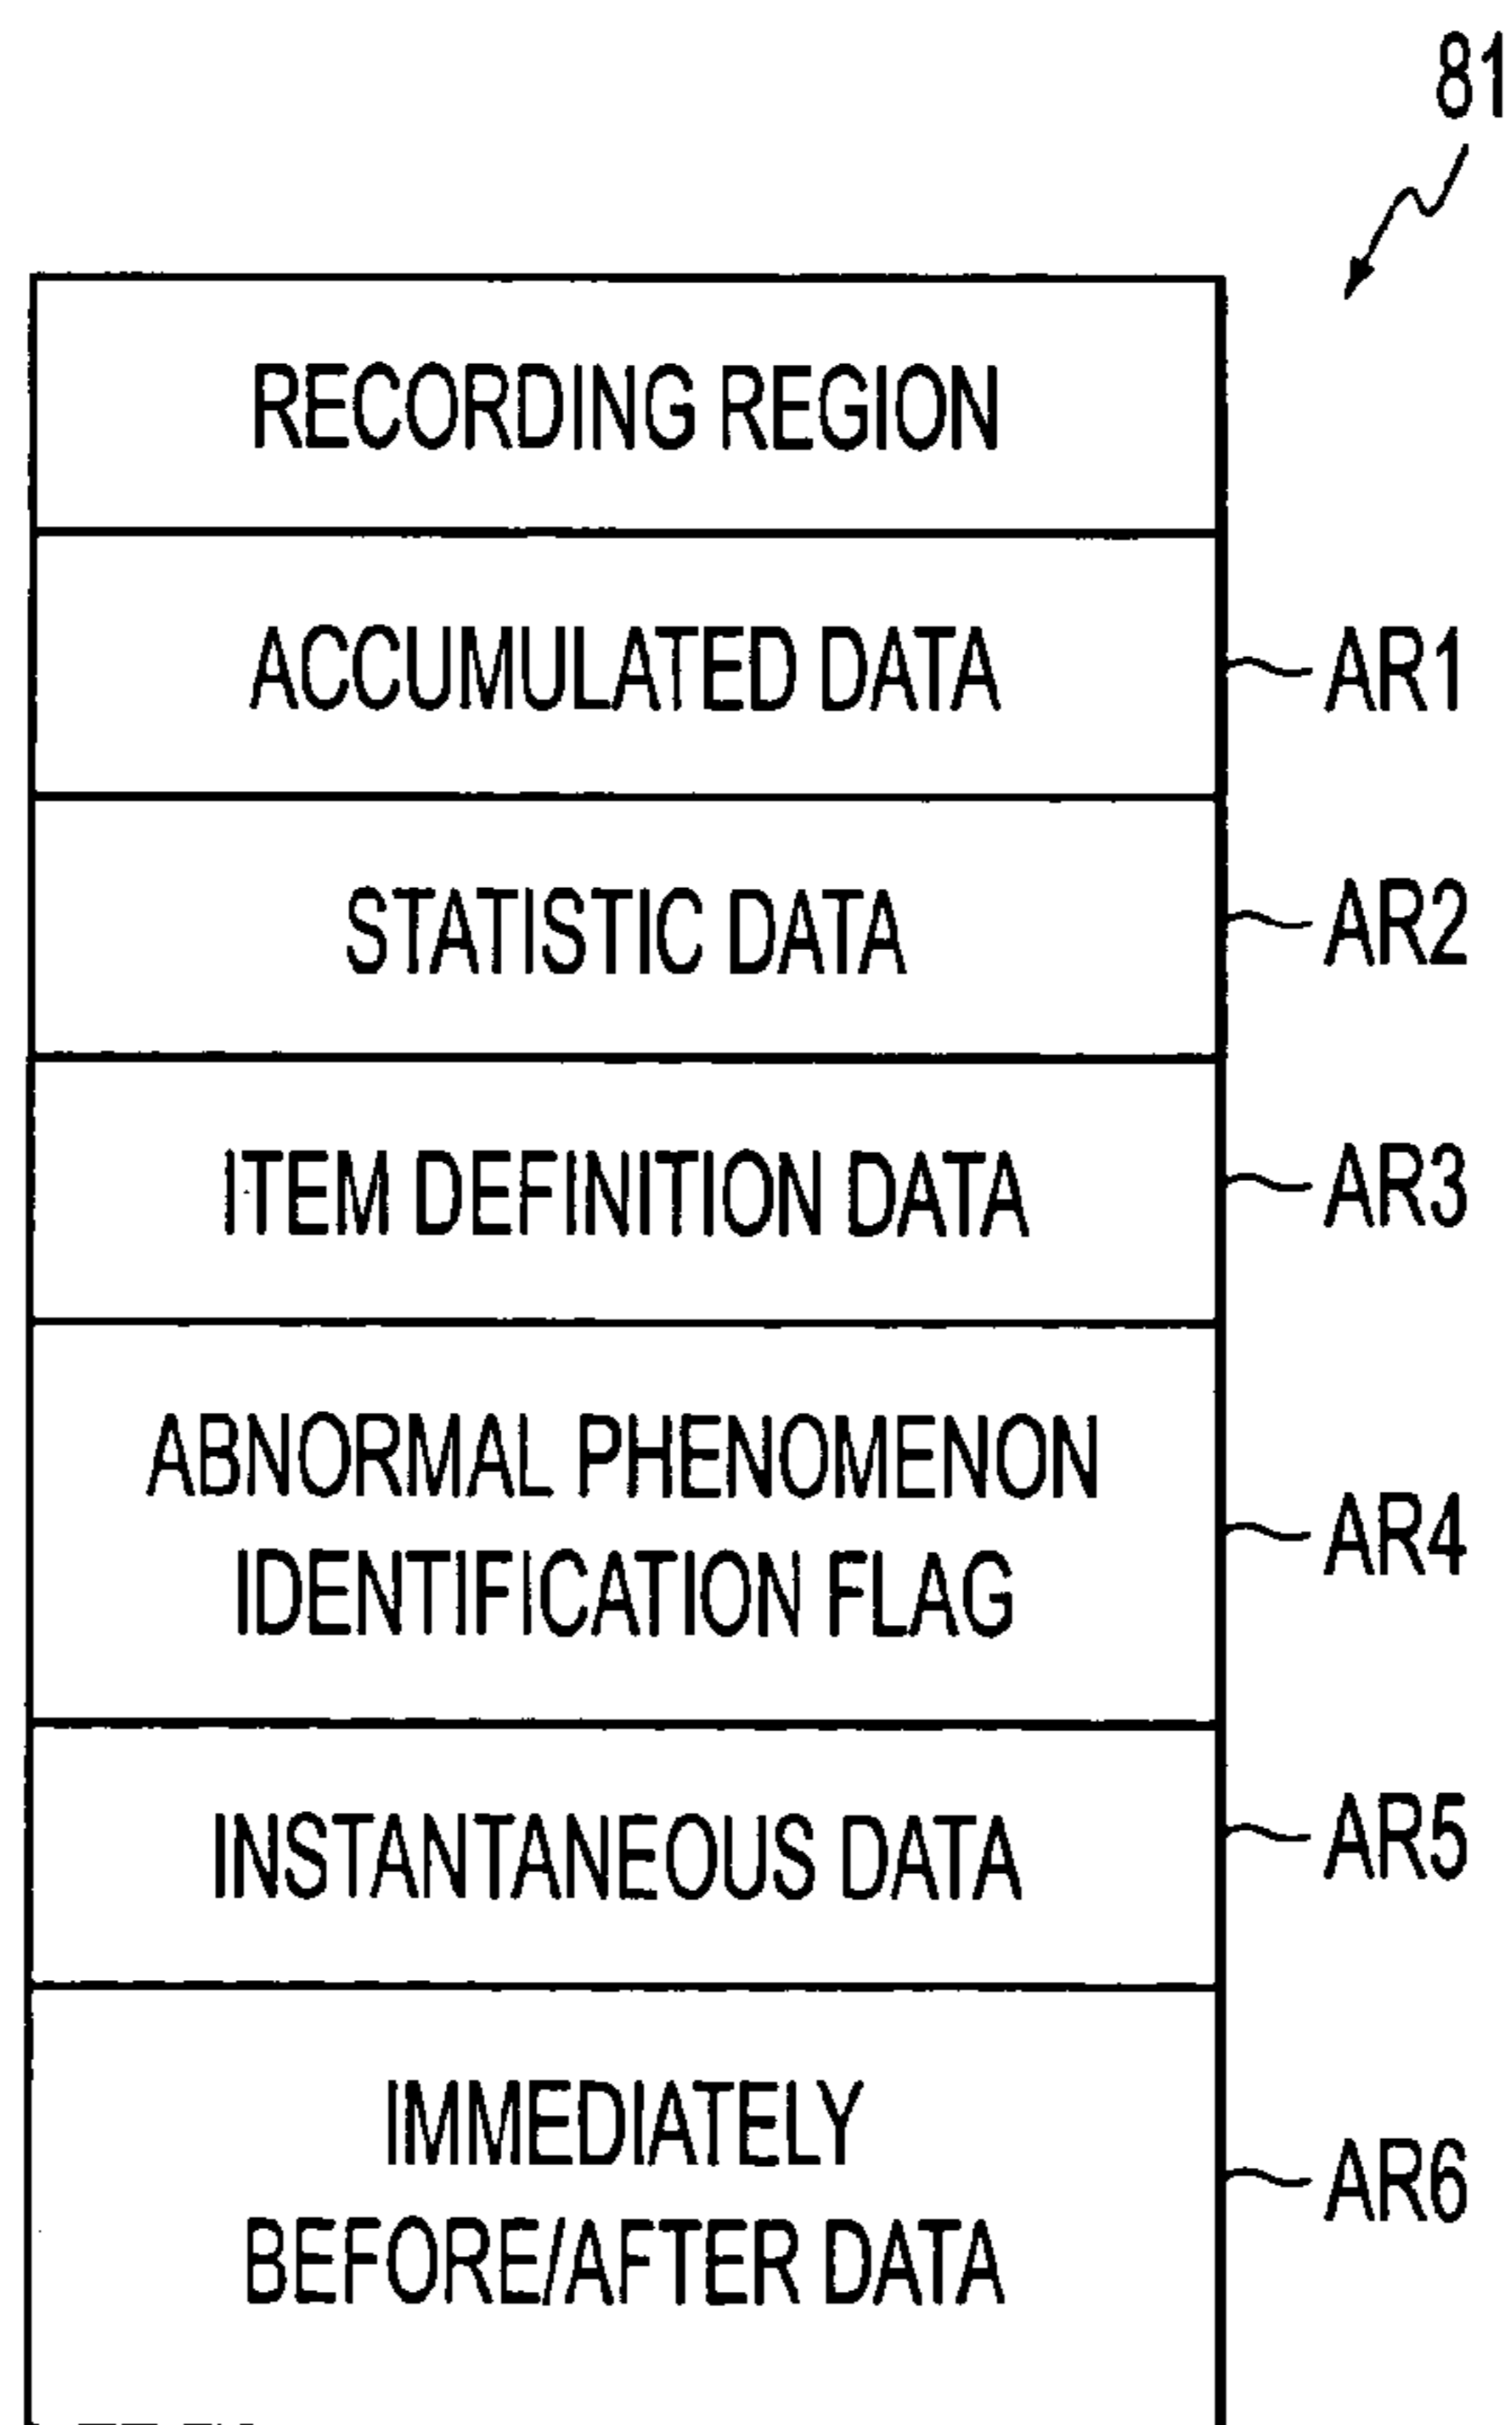 81
RECORDING REGION
ACCUMULATED DATA
AR1
STATISTIC DATA
AR2
ITEM DEFINITION DATA
AR3
ABNORMAL PHENOMENON
IDENTIFICATION FLAG
AR4
INSTANTANEOUS DATA
AR5
IMMEDIATELY
BEFORE/AFTER DATA
AR6